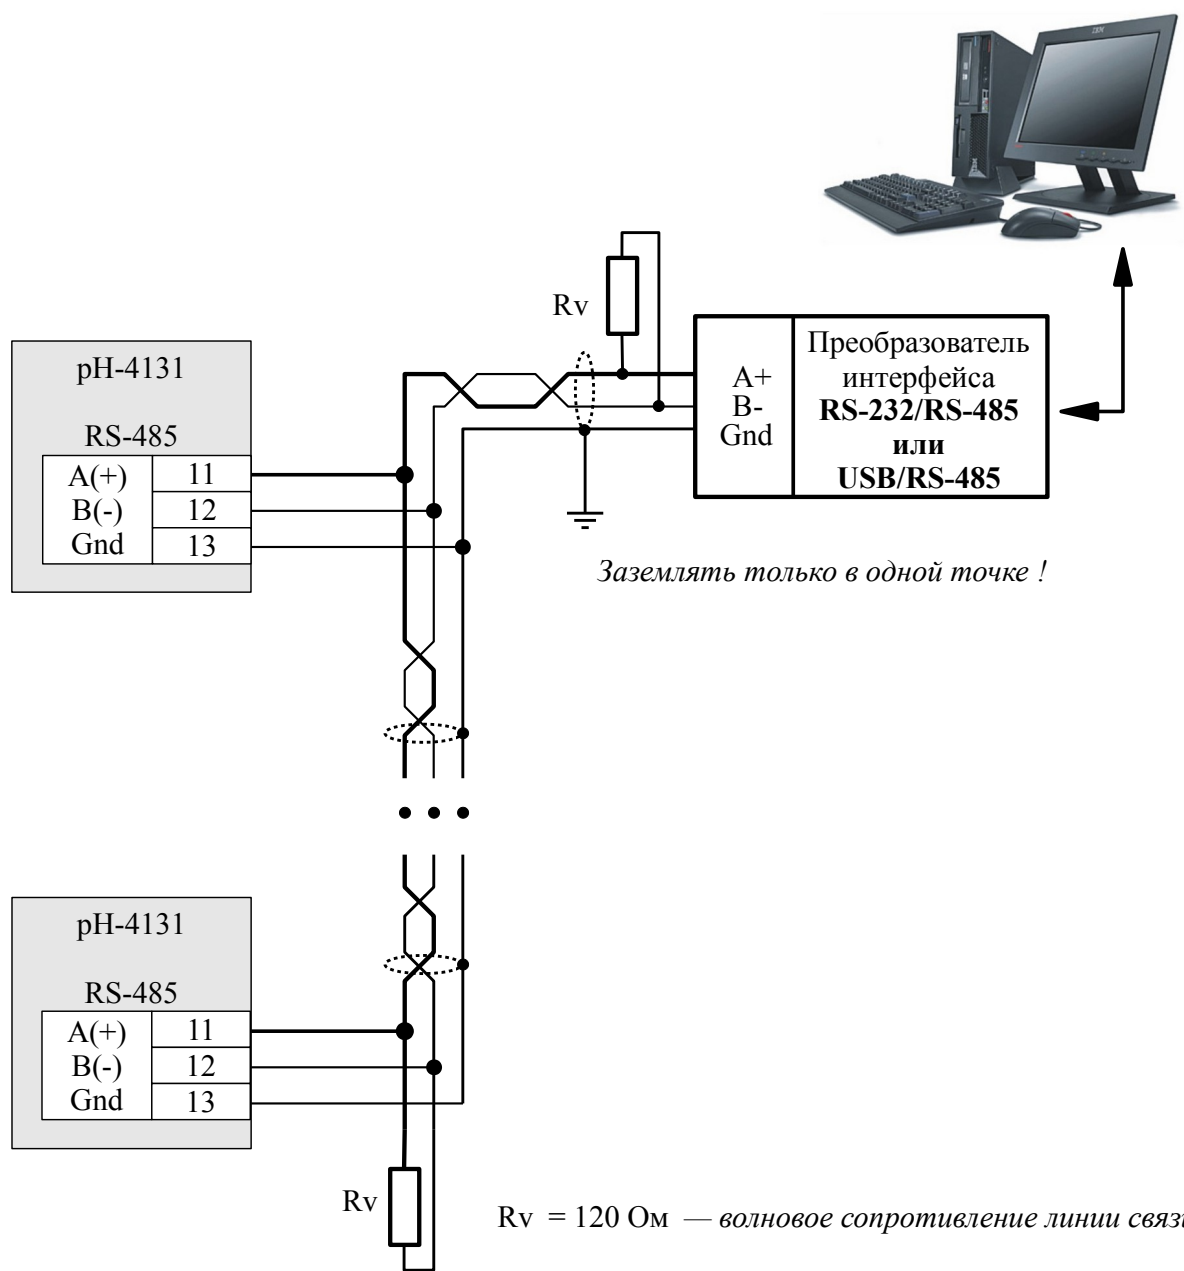 IBM
Rv
pH-4131
RS-485
A(+) 11
B(-) 12
Gnd 13
A+
B-
Gnd
Преобразователь
интерфейса
RS-232/RS-485
или
USB/RS-485
Заземлять только в одной точке !
pH-4131
RS-485
A(+) 11
B(-) 12
Gnd 13
Rv
Rv = 120 Ом — волновое сопротивление линии связи